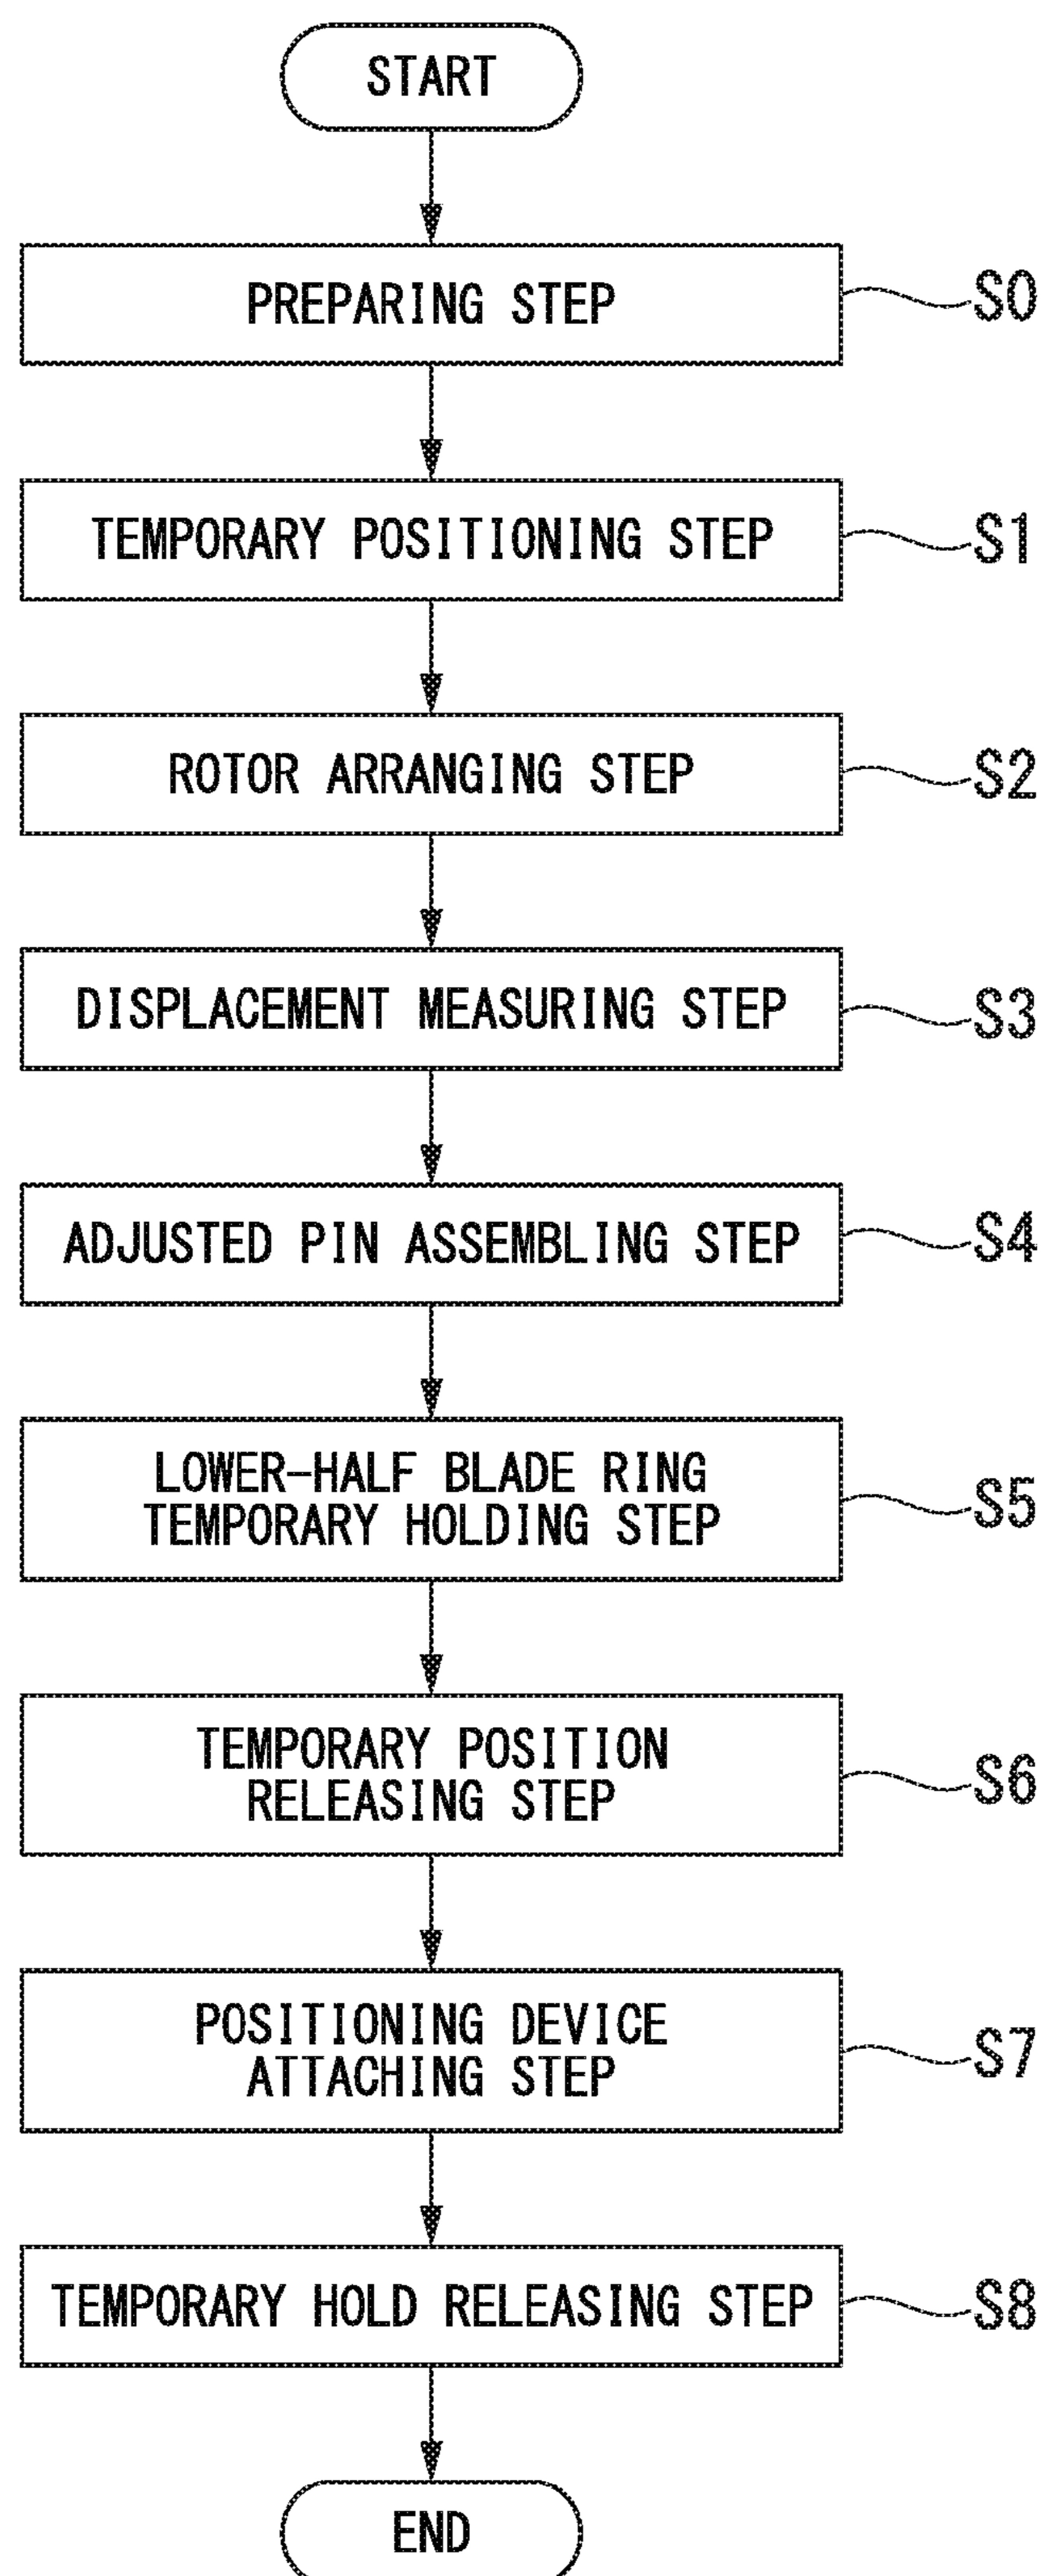 START
PREPARING STEP
S0
TEMPORARY POSITIONING STEP
S1
ROTOR ARRANGING STEP
S2
DISPLACEMENT MEASURING STEP
S3
ADJUSTED PIN ASSEMBLING STEP
S4
LOWER-HALF BLADE RING
TEMPORARY HOLDING STEP
S5
TEMPORARY POSITION
RELEASING STEP
S6
POSITIONING DEVICE
ATTACHING STEP
S7
TEMPORARY HOLD RELEASING STEP
S8
END